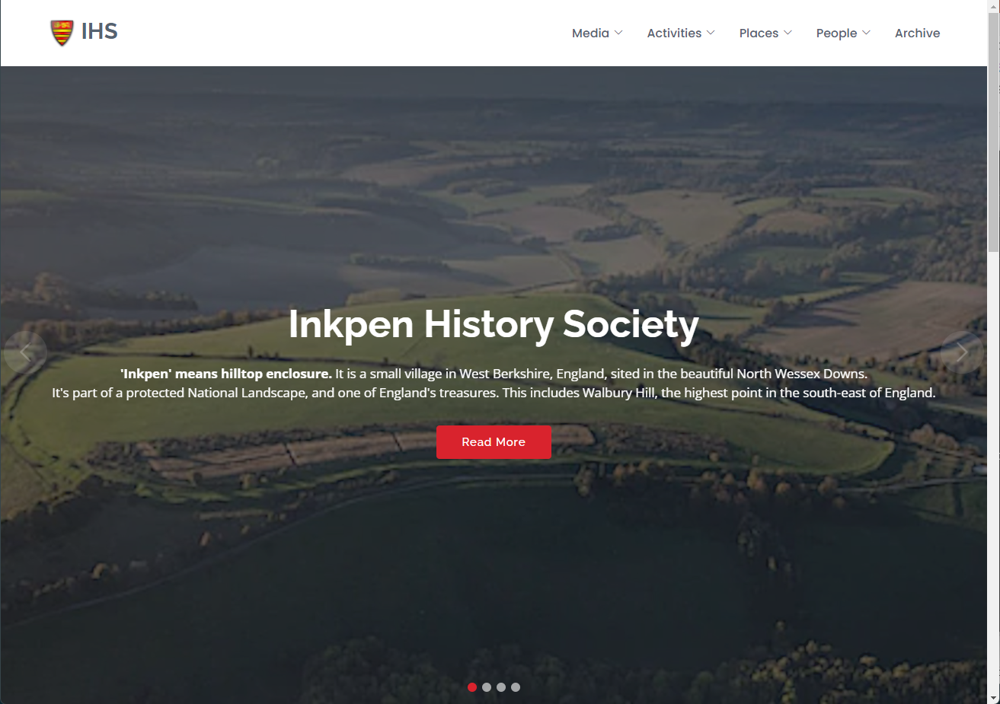 IHS
Media Activities Places People Archive
Inkpen History Society
'Inkpen' means hilltop enclosure. It is a small village in West Berkshire, England, sited in the beautiful North Wessex Downs.
It's part of a protected National Landscape, and one of England's treasures. This includes Walbury Hill, the highest point in the south-east of England.
Read More